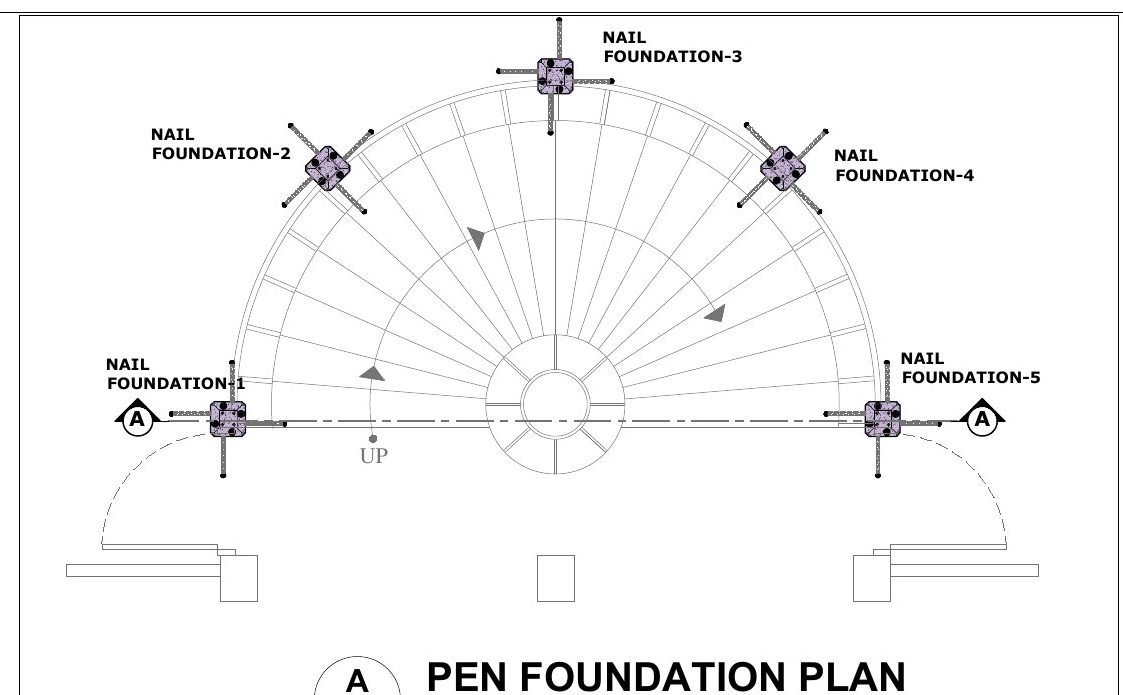 NAIL
FOUNDATION-3
NAIL
FOUNDATION-2
NAIL
FOUNDATION-4
NAIL
FOUNDATION-1
NAIL
FOUNDATION-5
A
A
UP
A
PEN FOUNDATION PLAN